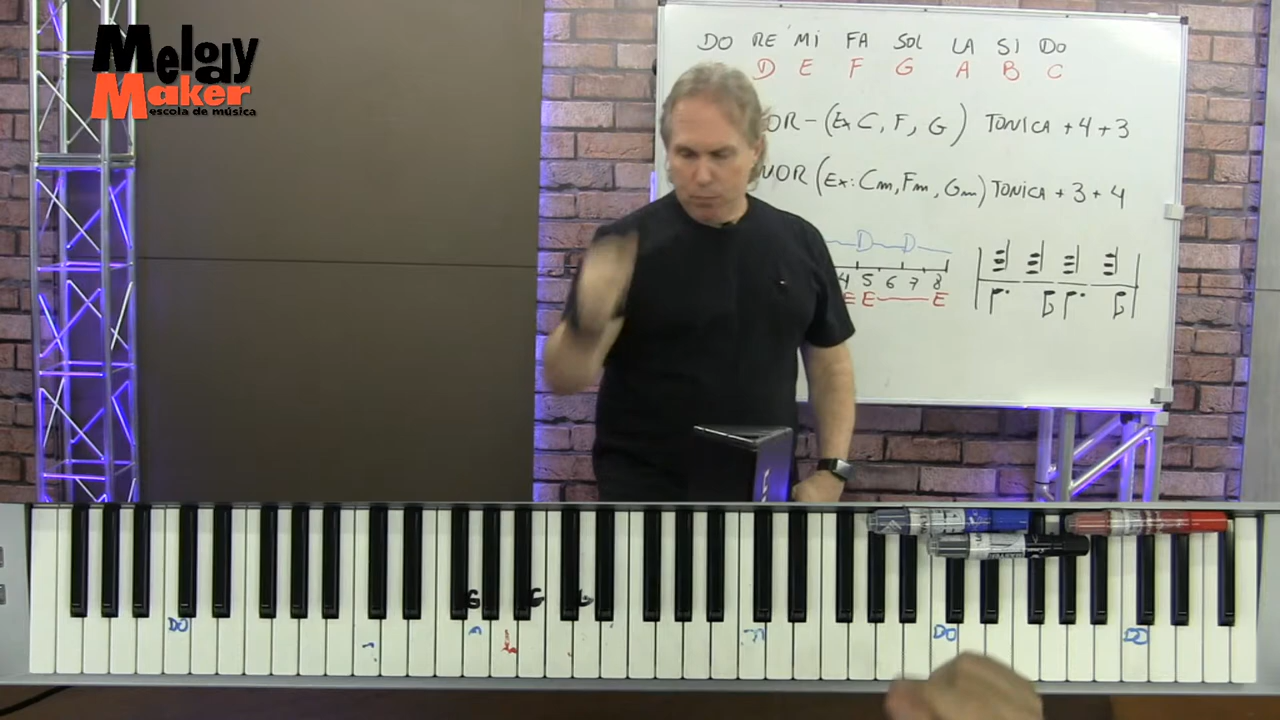 Melody
Maker
escola de música
DO RE MI FA SOL LA SI DO
D E F G A B C
OR - (Ex C, F, G) TONICA + 4 + 3
NOR (Ex: Cm, Fm, Gm) TONICA + 3 + 4
D D
4 5 6 7 8
E E E
G G
DO DO DO